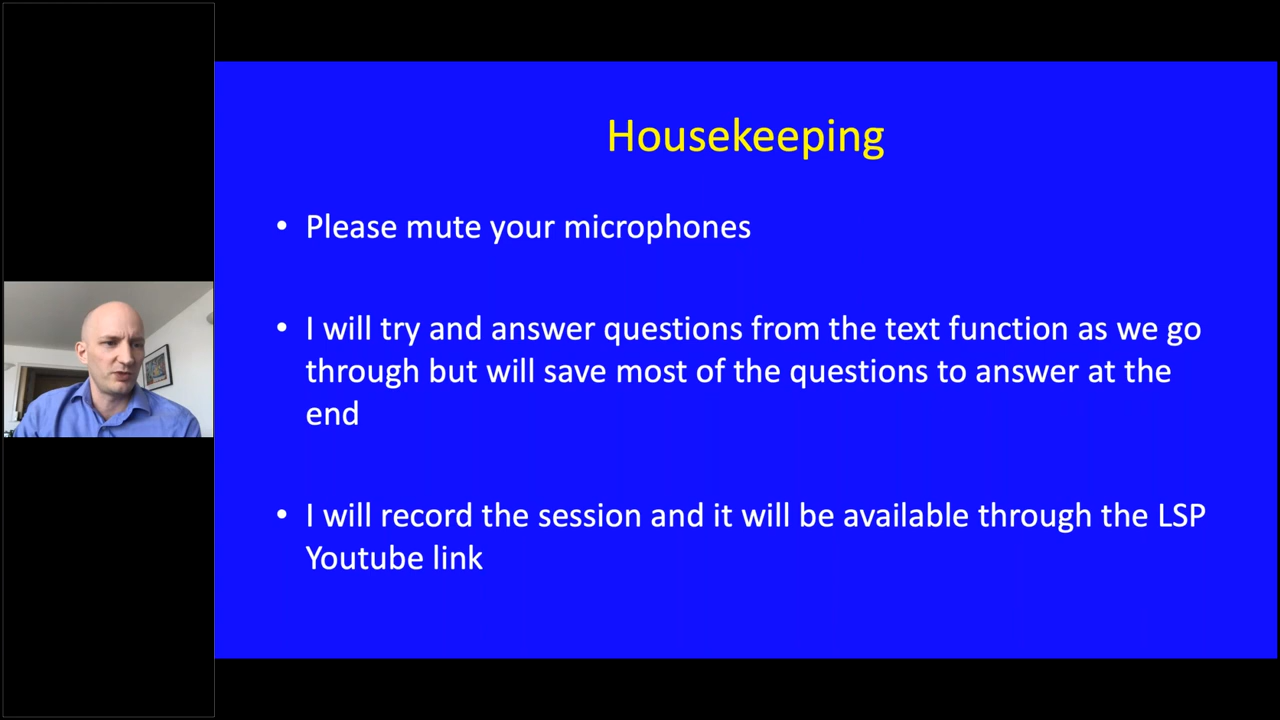 Housekeeping
• Please mute your microphones
• I will try and answer questions from the text function as we go
through but will save most of the questions to answer at the
end
• I will record the session and it will be available through the LSP
Youtube link